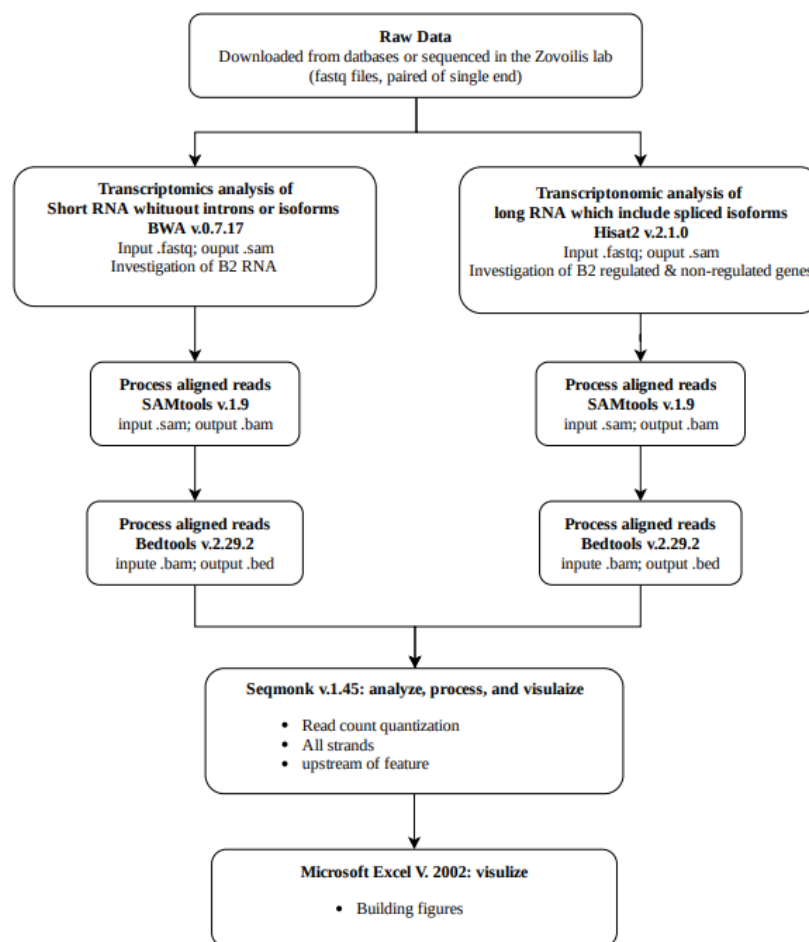 Raw Data
Downloaded from datbases or sequenced in the Zovoilis lab
(fastq files, paired of single end)
Transcriptomics analysis of
Short RNA whituout introns or isoforms
BWA v.0.7.17
Input .fastq; ouput .sam
Investigation of B2 RNA
Transcriptonomic analysis of
long RNA which include spliced isoforms
Hisat2 v.2.1.0
Input .fastq; ouput .sam
Investigation of B2 regulated & non-regulated genes
Process aligned reads
SAMtools v.1.9
input .sam; output .bam
Process aligned reads
SAMtools v.1.9
input .sam; output .bam
Process aligned reads
Bedtools v.2.29.2
inpute .bam; output .bed
Process aligned reads
Bedtools v.2.29.2
inpute .bam; output .bed
Seqmonk v.1.45: analyze, process, and visulaize
• Read count quantization
• All strands
• upstream of feature
Microsoft Excel V. 2002: visulize
• Building figures